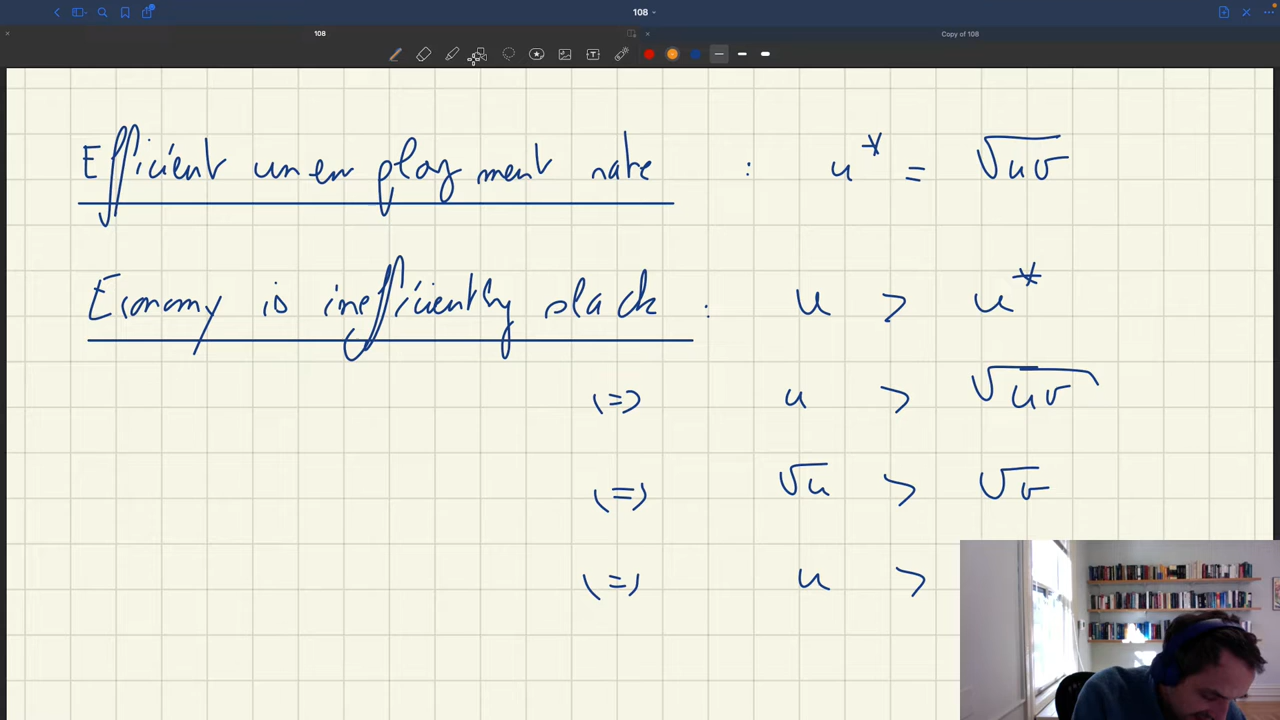 108
108
Copy of 108
Efficient unemployment rate : u* = √uv
Economy is inefficiently slack : u > u*
⟺ u > √uv
⟺ √u > √v
⟺ u >